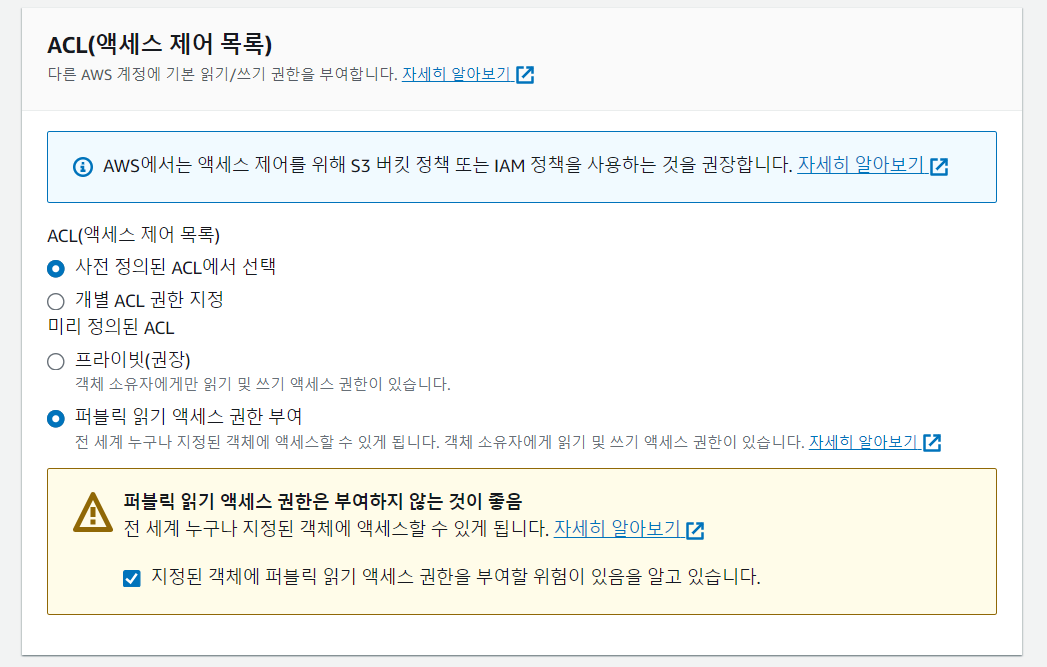 ACL(액세스 제어 목록)
다른 AWS 계정에 기본 읽기/쓰기 권한을 부여합니다. 자세히 알아보기
AWS에서는 액세스 제어를 위해 S3 버킷 정책 또는 IAM 정책을 사용하는 것을 권장합니다. 자세히 알아보기
ACL(액세스 제어 목록)
사전 정의된 ACL에서 선택
개별 ACL 권한 지정
미리 정의된 ACL
프라이빗(권장)
객체 소유자에게만 읽기 및 쓰기 액세스 권한이 있습니다.
퍼블릭 읽기 액세스 권한 부여
전 세계 누구나 지정된 객체에 액세스할 수 있게 됩니다. 객체 소유자에게 읽기 및 쓰기 액세스 권한이 있습니다. 자세히 알아보기
퍼블릭 읽기 액세스 권한은 부여하지 않는 것이 좋음
전 세계 누구나 지정된 객체에 액세스할 수 있게 됩니다. 자세히 알아보기
지정된 객체에 퍼블릭 읽기 액세스 권한을 부여할 위험이 있음을 알고 있습니다.